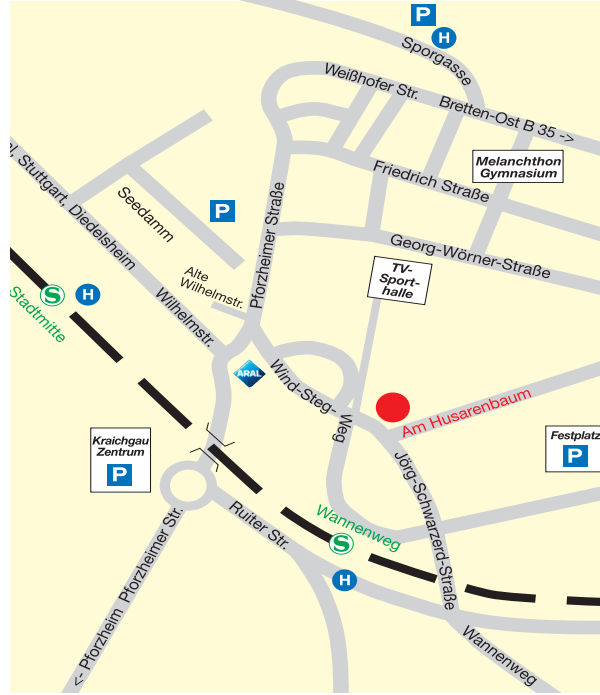 P
H
Sporgasse
Weißhofer Str.
Bretten-Ost B 35 ->
Melanchthon
Gymnasium
Friedrich Straße
Seedamm
P
Pforzheimer Straße
Georg-Wörner-Straße
Stuttgart, Diedelsheim
TV-
Sport-
halle
Alte
Wilhelmstr.
S
H
Stadtmitte
Wilhelmstr.
ARAL
Wind-Steg-
Weg
Am Husarenbaum
Kraichgau
Zentrum
P
Festplatz
P
Jörg-Schwarzerd-Straße
Ruiter Str.
Wannenweg
S
H
<- Pforzheim Pforzheimer Str.
Wannenweg